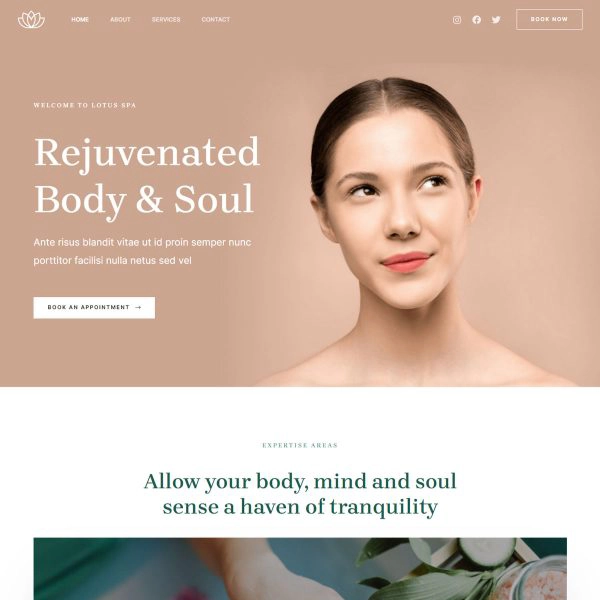 HOME ABOUT SERVICES CONTACT BOOK NOW
WELCOME TO LOTUS SPA
Rejuvenated
Body & Soul
Ante risus blandit vitae ut id proin semper nunc
porttitor facilisi nulla netus sed vel
BOOK AN APPOINTMENT →
EXPERTISE AREAS
Allow your body, mind and soul
sense a haven of tranquility